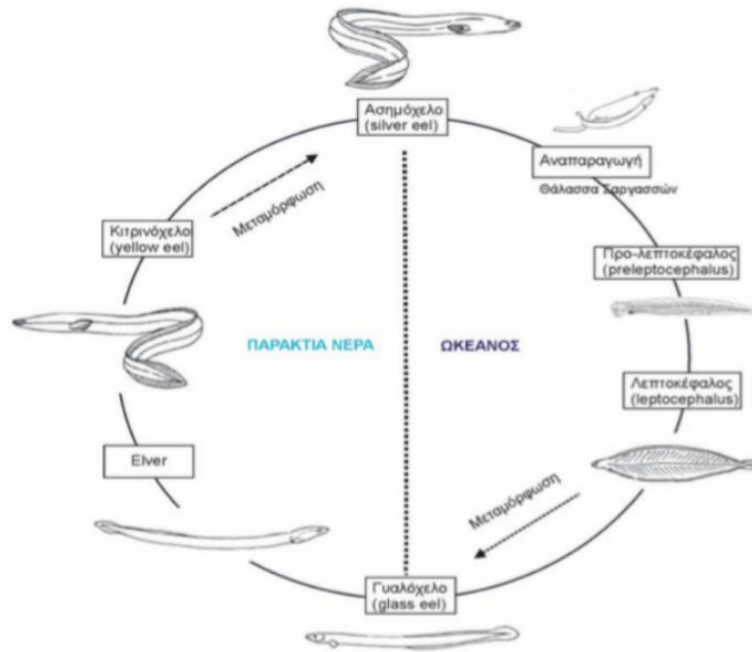 Ασημόχελο
(silver eel)
Αναπαραγωγή
Θάλασσα Σαργασσών
Μεταμόρφωση
Κιτρινόχελο
(yellow eel)
Προ-λεπτοκέφαλος
(preleptocephalus)
ΠΑΡΑΚΤΙΑ ΝΕΡΑ
ΩΚΕΑΝΟΣ
Λεπτοκέφαλος
(leptocephalus)
Elver
Μεταμόρφωση
Γυαλόχελο
(glass eel)